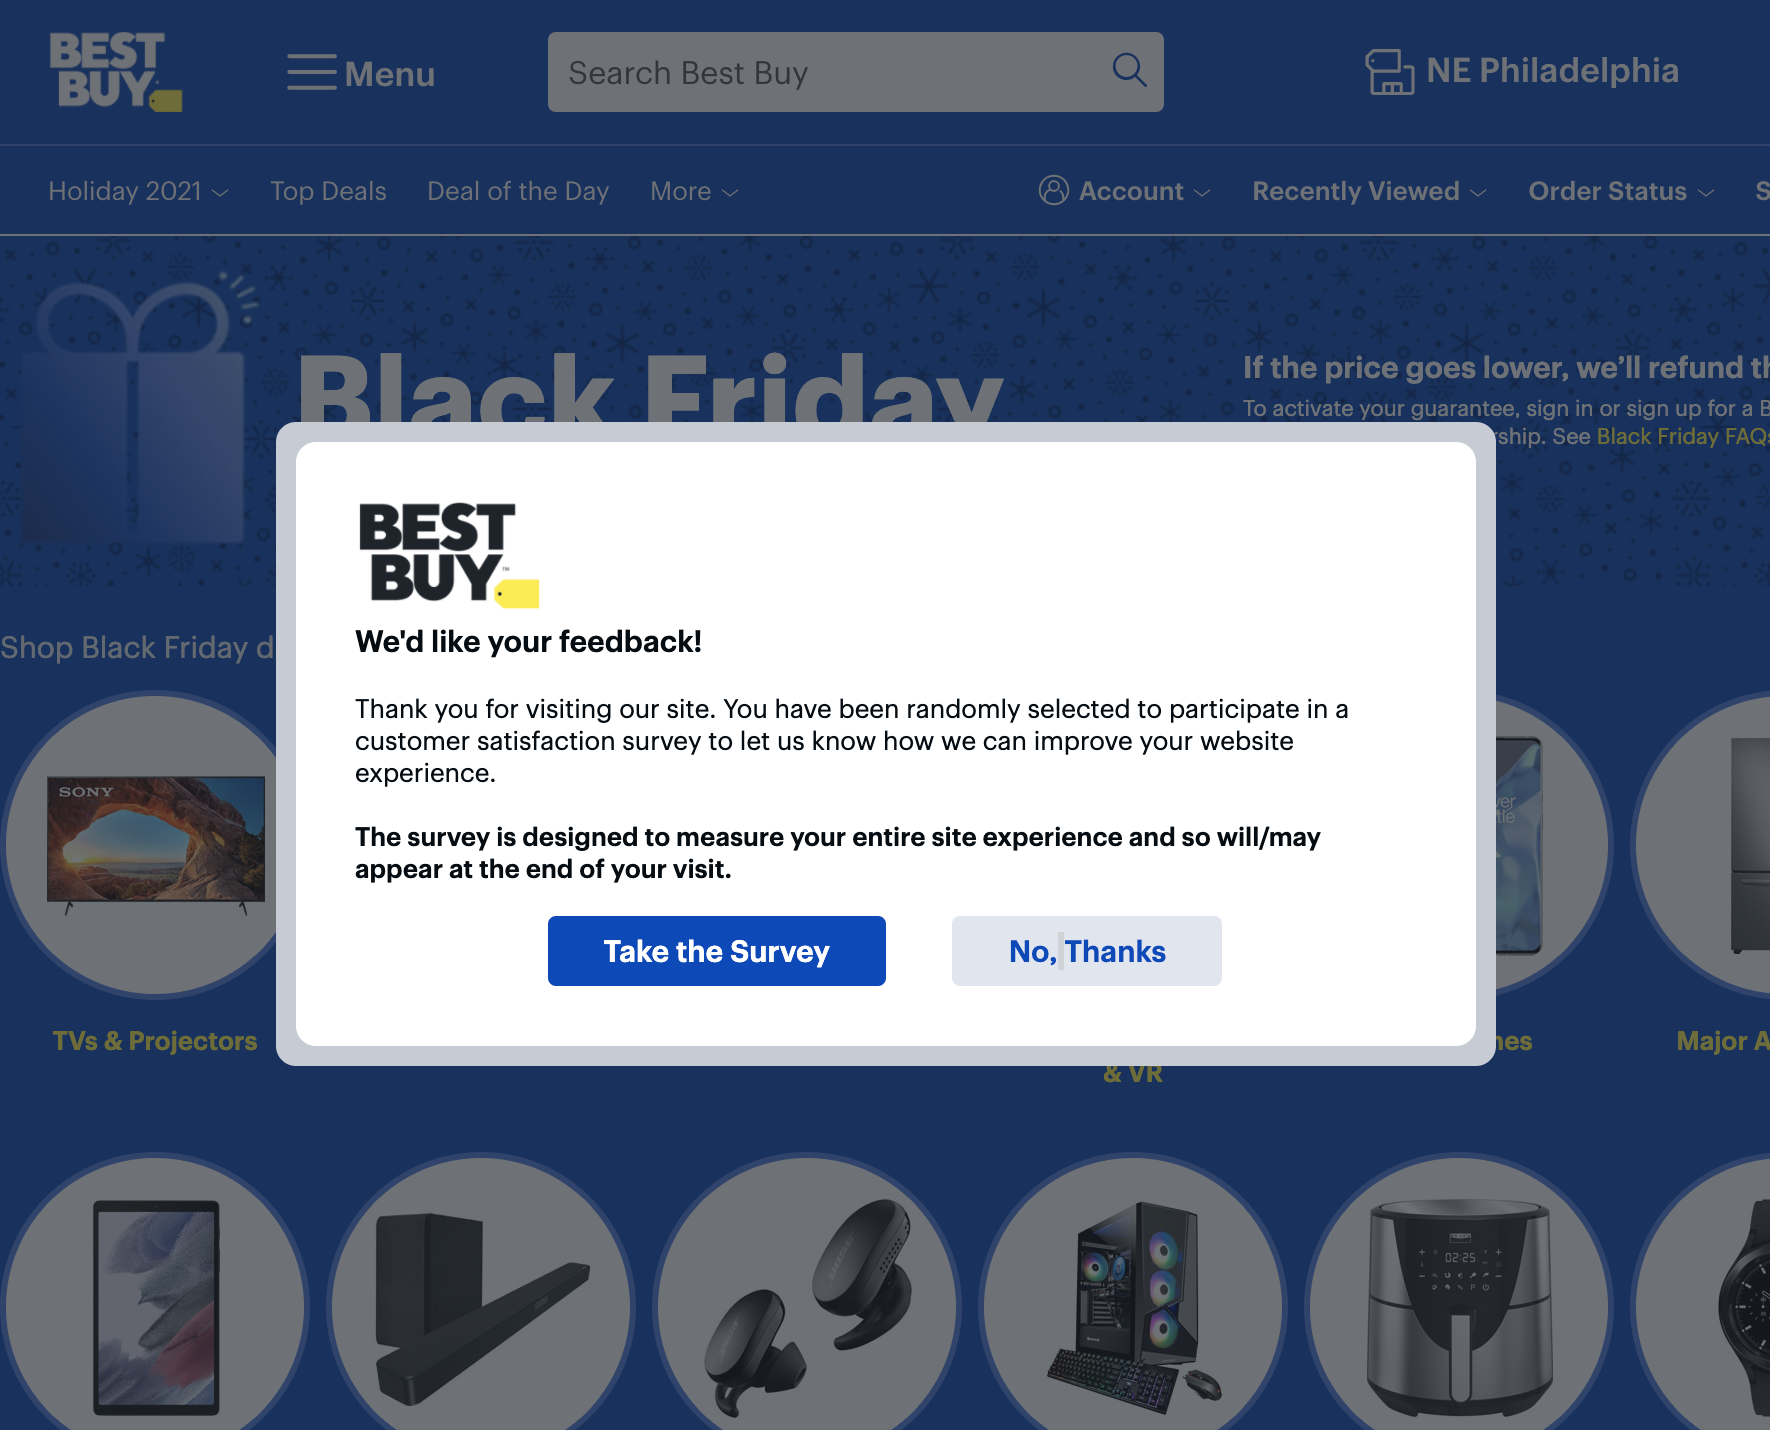 BEST
BUY
Menu
Search Best Buy
NE Philadelphia
Holiday 2021
Top Deals
Deal of the Day
More
Account
Recently Viewed
Order Status
Black Friday
If the price goes lower, we'll refund
To activate your guarantee, sign in or sign up for a
See Black Friday FAQs
BEST
BUY™
We'd like your feedback!
Thank you for visiting our site. You have been randomly selected to participate in a
customer satisfaction survey to let us know how we can improve your website
experience.
The survey is designed to measure your entire site experience and so will/may
appear at the end of your visit.
Take the Survey
No, Thanks
Shop Black Friday
SONY
TVs & Projectors
& VR
Major
02:25